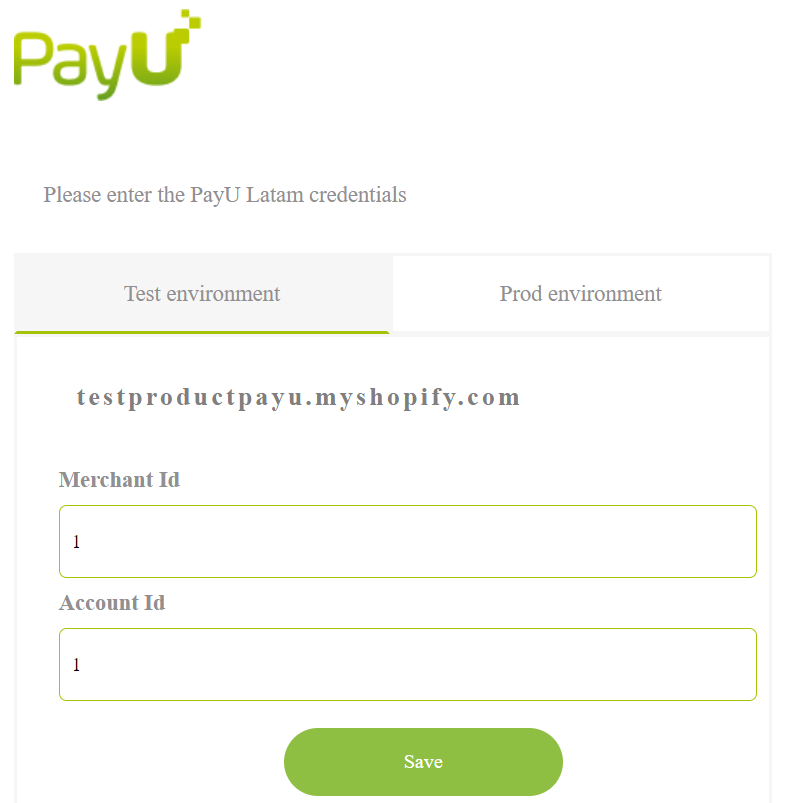 PayU
Please enter the PayU Latam credentials
Test environment
Prod environment
testproductpayu.myshopify.com
Merchant Id
1
Account Id
1
Save